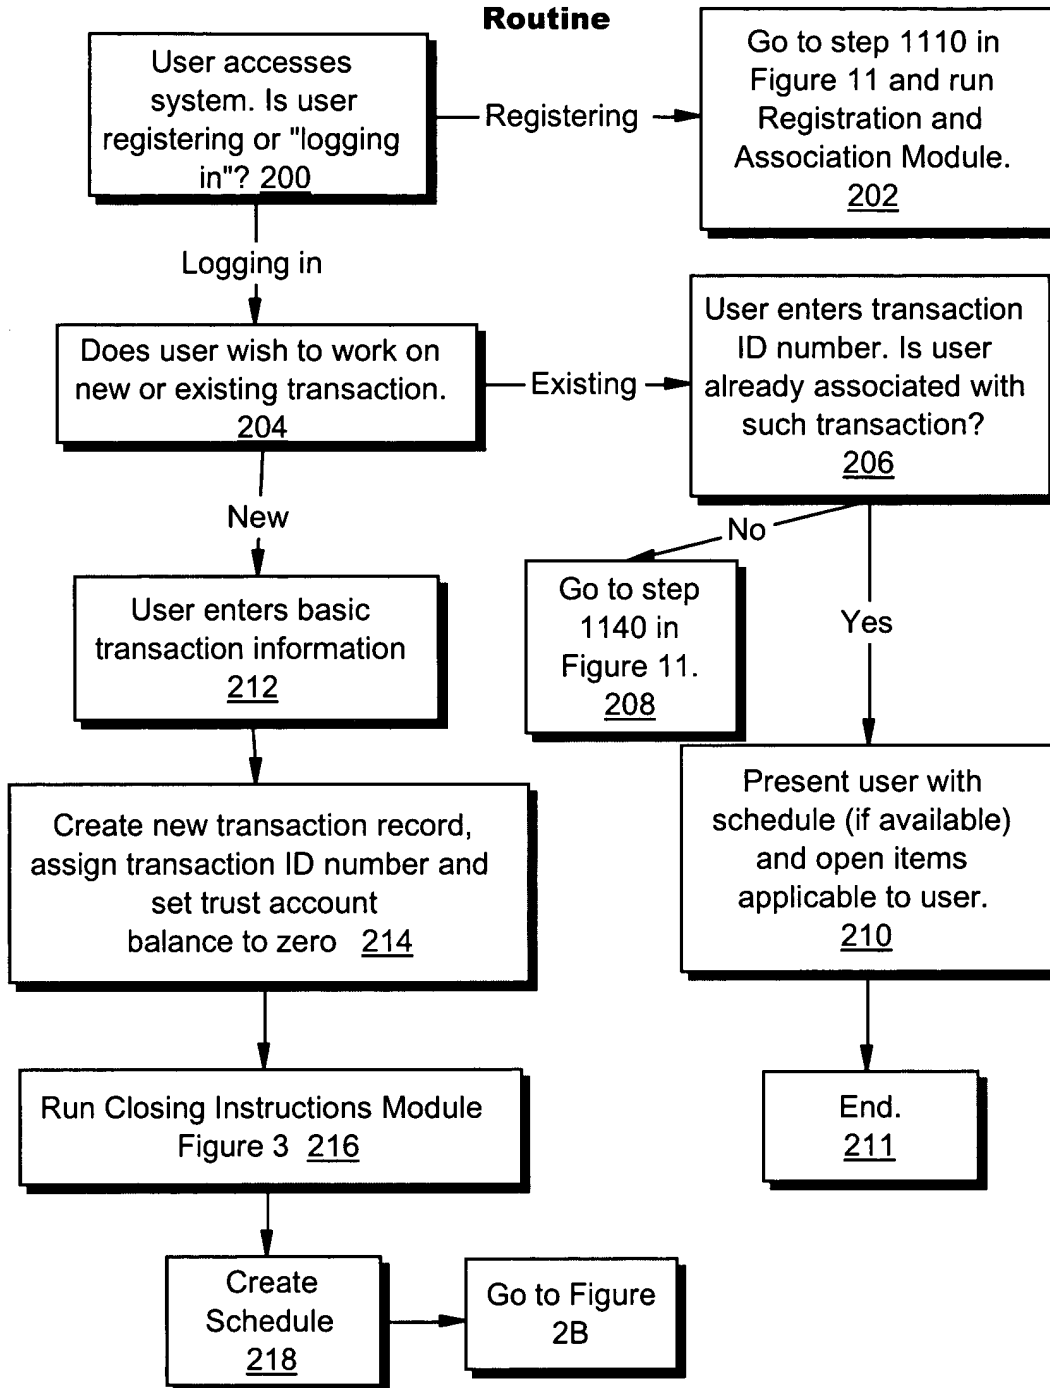 Routine
User accesses
system. Is user
registering or "logging
in"? 200
Registering
Go to step 1110 in
Figure 11 and run
Registration and
Association Module.
202
Logging in
Does user wish to work on
new or existing transaction.
204
Existing
User enters transaction
ID number. Is user
already associated with
such transaction?
206
New
No
Go to step
1140 in
Figure 11.
208
Yes
User enters basic
transaction information
212
Create new transaction record,
assign transaction ID number and
set trust account
balance to zero 214
Present user with
schedule (if available)
and open items
applicable to user.
210
Run Closing Instructions Module
Figure 3 216
End.
211
Create
Schedule
218
Go to Figure
2B